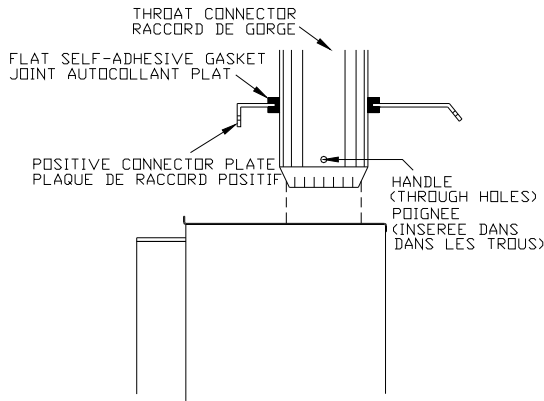 THROAT CONNECTOR
RACCORD DE GORGE
FLAT SELF-ADHESIVE GASKET
JOINT AUTOCOLLANT PLAT
POSITIVE CONNECTOR PLATE
PLAQUE DE RACCORD POSITIF
HANDLE
(THROUGH HOLES)
POIGNEE
(INSEREE DANS
DANS LES TROUS)